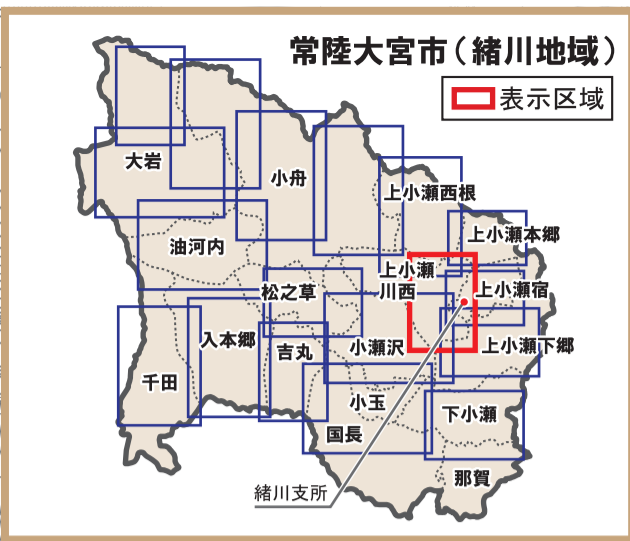 常陸大宮市（緒川地域）
表示区域
大岩
小舟
上小瀬西根
上小瀬本郷
油河内
上小瀬
川西
上小瀬宿
松之草
入本郷
吉丸
小瀬沢
上小瀬下郷
千田
小玉
下小瀬
国長
那賀
緒川支所